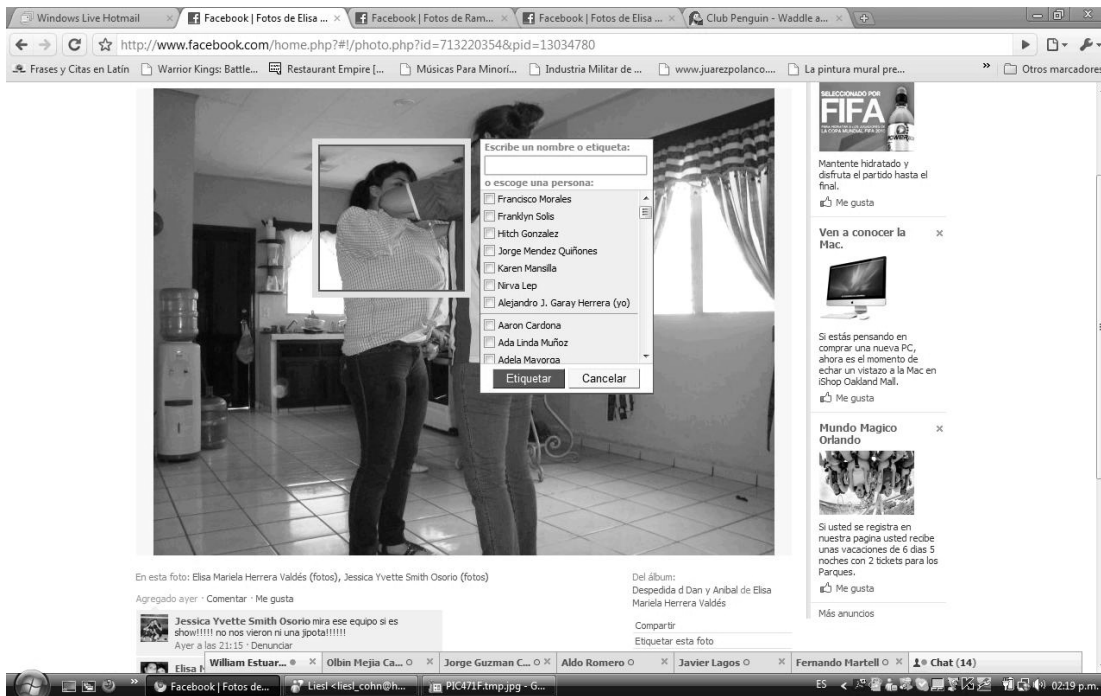 Windows Live Hotmail
Facebook | Fotos de Elisa ...
Facebook | Fotos de Ram...
Facebook | Fotos de Elisa ...
Club Penguin - Waddle a...
http://www.facebook.com/home.php?#!/photo.php?id=713220354&pid=13034780
Frases y Citas en Latín
Warrior Kings: Battle...
Restaurant Empire [...
Músicas Para Minorí...
Industria Militar de ...
www.juarezpolanco....
La pintura mural pre...
Otros marcadores
Escribe un nombre o etiqueta:
o escoge una persona:
Francisco Morales
Franklyn Solis
Hitch Gonzalez
Jorge Mendez Quiñones
Karen Mansilla
Nirva Lep
Alejandro J. Garay Herrera (yo)
Aaron Cardona
Ada Linda Muñoz
Adela Mayorga
Etiquetar
Cancelar
SELECCIONADO POR
FIFA
Mantente hidratado y
disfruta el partido hasta el
final.
Me gusta
Ven a conocer la
Mac.
Si estás pensando en
comprar una nueva PC,
ahora es el momento de
echar un vistazo a la Mac en
iShop Oakland Mall.
Me gusta
Mundo Magico
Orlando
Si usted se registra en
nuestra pagina usted recibe
unas vacaciones de 6 dias 5
noches con 2 tickets para los
Parques.
Me gusta
Más anuncios
En esta foto: Elisa Mariela Herrera Valdés (fotos), Jessica Yvette Smith Osorio (fotos)
Agregado ayer · Comentar · Me gusta
Jessica Yvette Smith Osorio mira ese equipo si es
show!!!!! no nos vieron ni una jipota!!!!!!
Ayer a las 21:15 · Denunciar
Elisa
Del álbum:
Despedida d Dan y Anibal de Elisa
Mariela Herrera Valdés
Compartir
Etiquetar esta foto
William Estuar...
Olbin Mejia Ca...
Jorge Guzman C...
Aldo Romero
Javier Lagos
Fernando Martell
Chat (14)
Facebook | Fotos de...
Liesl <liesl_cohn@h...
PIC471F.tmp.jpg - G...
ES
02:19 p.m.